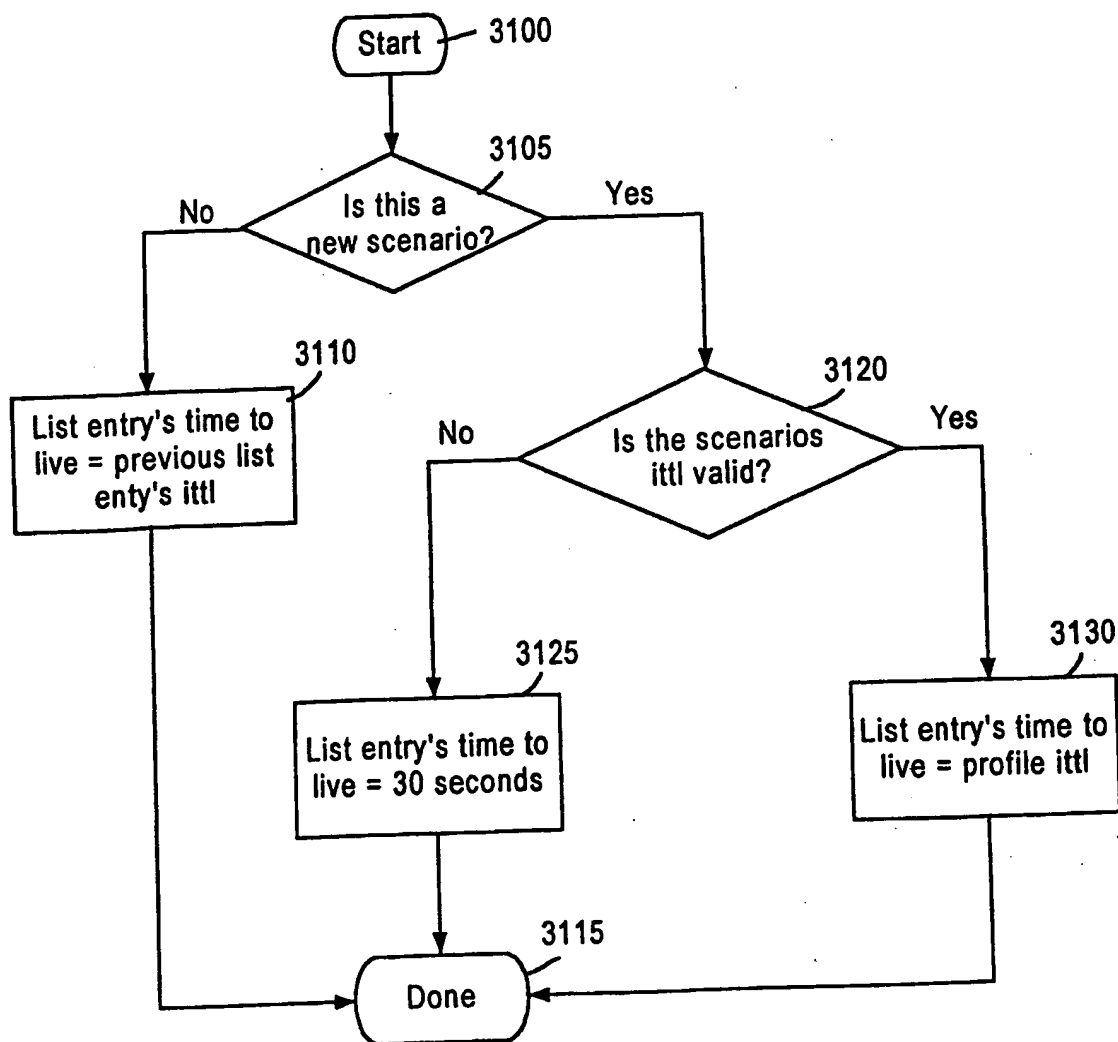 Start
3100
3105
Is this a
new scenario?
No
Yes
3110
List entry's time to
live = previous list
enty's ittl
3120
Is the scenarios
ittl valid?
No
Yes
3125
List entry's time to
live = 30 seconds
3130
List entry's time to
live = profile ittl
3115
Done